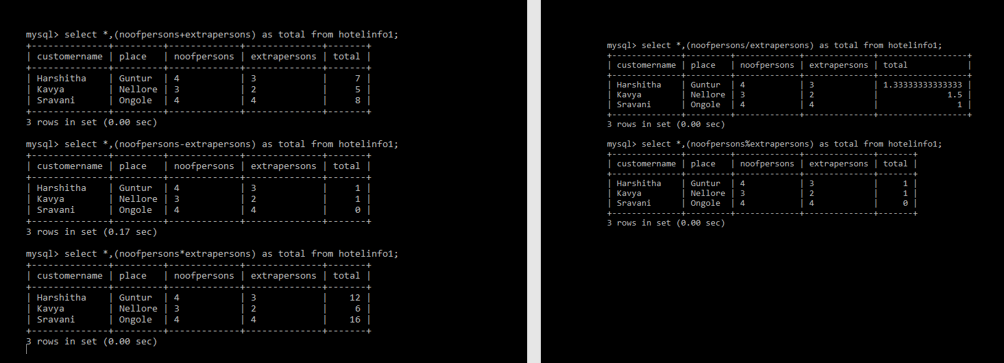 mysql> select *,(noofpersons+extrapersons) as total from hotelinfo1;
+--------------+---------+-------------+--------------+-------+
| customername | place   | noofpersons | extrapersons | total |
+--------------+---------+-------------+--------------+-------+
| Harshitha    | Guntur  | 4           | 3            |     7 |
| Kavya        | Nellore | 3           | 2            |     5 |
| Sravani      | Ongole  | 4           | 4            |     8 |
+--------------+---------+-------------+--------------+-------+
3 rows in set (0.00 sec)
mysql> select *,(noofpersons-extrapersons) as total from hotelinfo1;
+--------------+---------+-------------+--------------+-------+
| customername | place   | noofpersons | extrapersons | total |
+--------------+---------+-------------+--------------+-------+
| Harshitha    | Guntur  | 4           | 3            |     1 |
| Kavya        | Nellore | 3           | 2            |     1 |
| Sravani      | Ongole  | 4           | 4            |     0 |
+--------------+---------+-------------+--------------+-------+
3 rows in set (0.17 sec)
mysql> select *,(noofpersons*extrapersons) as total from hotelinfo1;
+--------------+---------+-------------+--------------+-------+
| customername | place   | noofpersons | extrapersons | total |
+--------------+---------+-------------+--------------+-------+
| Harshitha    | Guntur  | 4           | 3            |    12 |
| Kavya        | Nellore | 3           | 2            |     6 |
| Sravani      | Ongole  | 4           | 4            |    16 |
+--------------+---------+-------------+--------------+-------+
3 rows in set (0.00 sec)
mysql> select *,(noofpersons/extrapersons) as total from hotelinfo1;
+--------------+---------+-------------+--------------+------------------+
| customername | place   | noofpersons | extrapersons | total            |
+--------------+---------+-------------+--------------+------------------+
| Harshitha    | Guntur  | 4           | 3            | 1.33333333333333 |
| Kavya        | Nellore | 3           | 2            |              1.5 |
| Sravani      | Ongole  | 4           | 4            |                1 |
+--------------+---------+-------------+--------------+------------------+
3 rows in set (0.00 sec)
mysql> select *,(noofpersons%extrapersons) as total from hotelinfo1;
+--------------+---------+-------------+--------------+-------+
| customername | place   | noofpersons | extrapersons | total |
+--------------+---------+-------------+--------------+-------+
| Harshitha    | Guntur  | 4           | 3            |     1 |
| Kavya        | Nellore | 3           | 2            |     1 |
| Sravani      | Ongole  | 4           | 4            |     0 |
+--------------+---------+-------------+--------------+-------+
3 rows in set (0.00 sec)